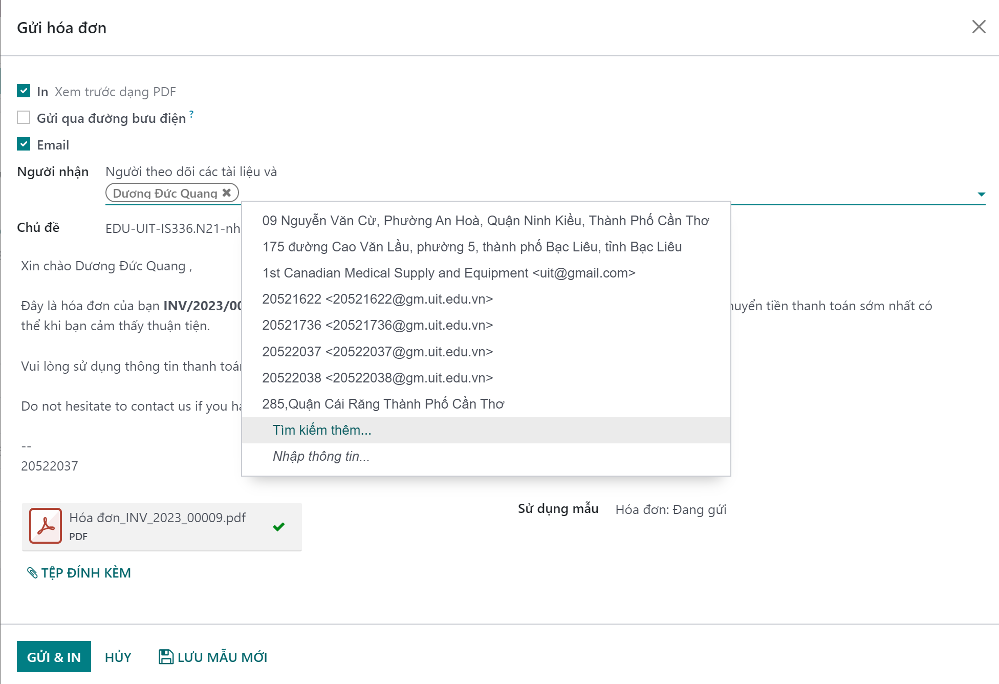 Gửi hóa đơn
In Xem trước dạng PDF
Gửi qua đường bưu điện ?
Email
Người nhận Người theo dõi các tài liệu và
Dương Đức Quang
09 Nguyễn Văn Cừ, Phường An Hoà, Quận Ninh Kiều, Thành Phố Cần Thơ
175 đường Cao Văn Lầu, phường 5, thành phố Bạc Liêu, tỉnh Bạc Liêu
1st Canadian Medical Supply and Equipment <uit@gmail.com>
20521622 <20521622@gm.uit.edu.vn>
20521736 <20521736@gm.uit.edu.vn>
20522037 <20522037@gm.uit.edu.vn>
20522038 <20522038@gm.uit.edu.vn>
285,Quận Cái Răng Thành Phố Cần Thơ
Tìm kiếm thêm...
Nhập thông tin...
Chủ đề EDU-UIT-IS336.N21-nh
Xin chào Dương Đức Quang ,
Đây là hóa đơn của bạn INV/2023/00 huyển tiền thanh toán sớm nhất có
thể khi bạn cảm thấy thuận tiện.
Vui lòng sử dụng thông tin thanh toán
Do not hesitate to contact us if you ha
--
20522037
Hóa đơn_INV_2023_00009.pdf
PDF
Sử dụng mẫu Hóa đơn: Đang gửi
TỆP ĐÍNH KÈM
GỬI & IN HỦY LƯU MẪU MỚI